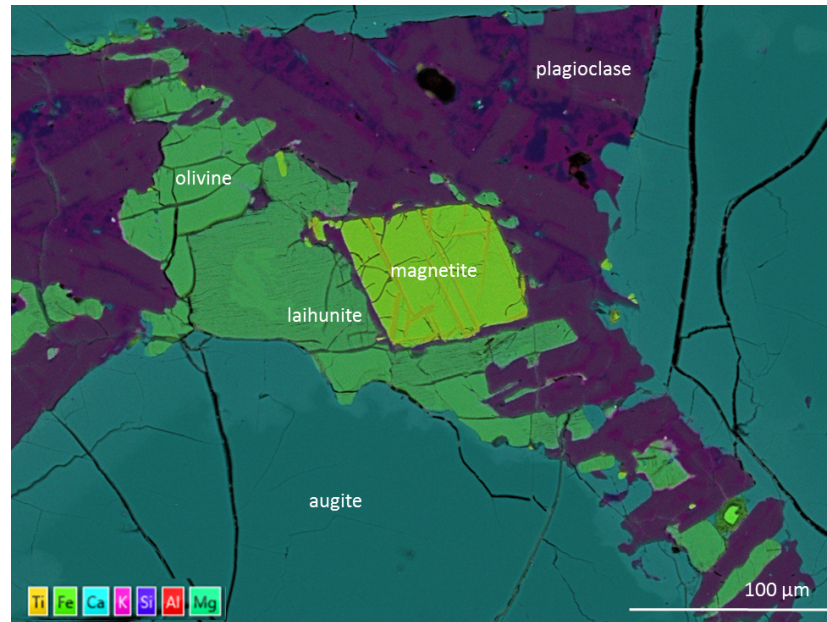 plagioclase
olivine
magnetite
laihunite
augite
Ti Fe Ca K Si Al Mg
100 µm